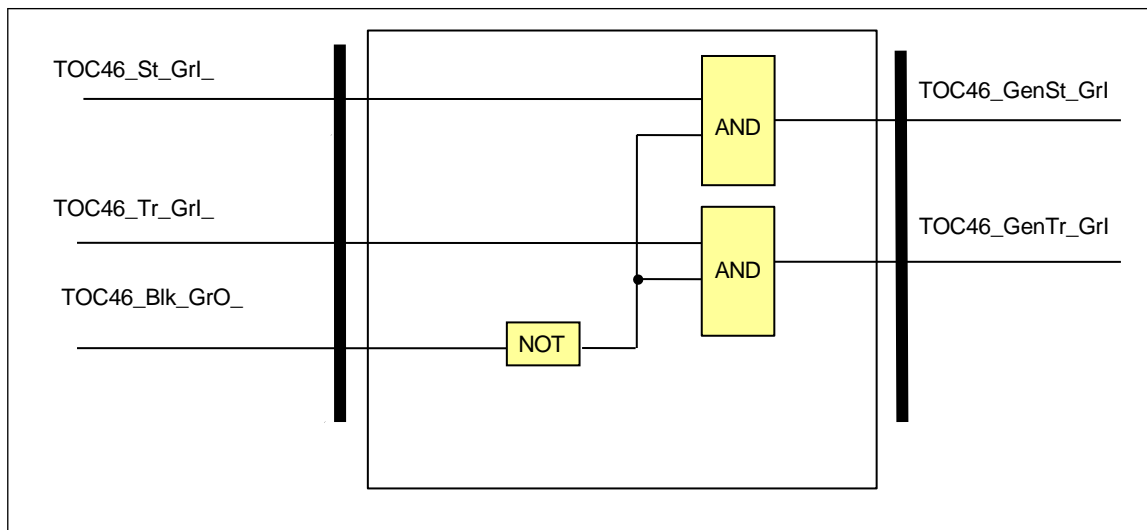 TOC46_St_GrI_
TOC46_GenSt_GrI
AND
TOC46_Tr_GrI_
TOC46_GenTr_GrI
AND
TOC46_Blk_GrO_
NOT